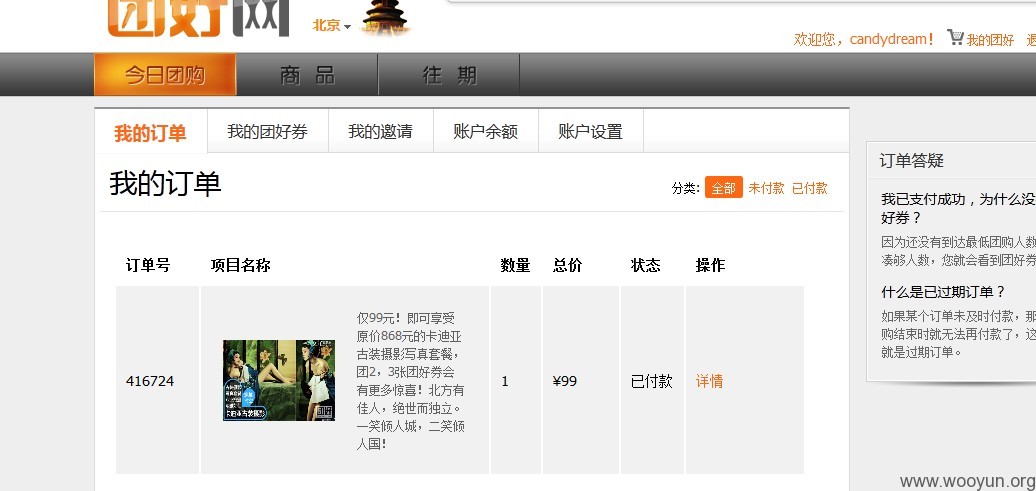 团好网
北京
欢迎您，candydream！ 我的团好
今日团购 商 品 往 期
我的订单 我的团好券 我的邀请 账户余额 账户设置
我的订单
分类: 全部 未付款 已付款
订单号 项目名称 数量 总价 状态 操作
416724
仅99元！即可享受
原价868元的卡迪亚
古装摄影写真套餐，
团2，3张团好券会
有更多惊喜！北方有
佳人，绝世而独立。
一笑倾人城，二笑倾
人国！
1 ¥99 已付款 详情
订单答疑
我已支付成功，为什么没
好券？
因为还没有到达最低团购人数
凑够人数，您就会看到团好券
什么是已过期订单？
如果某个订单未及时付款，那
购结束时就无法再付款了，这
就是过期订单。
www.wooyun.org